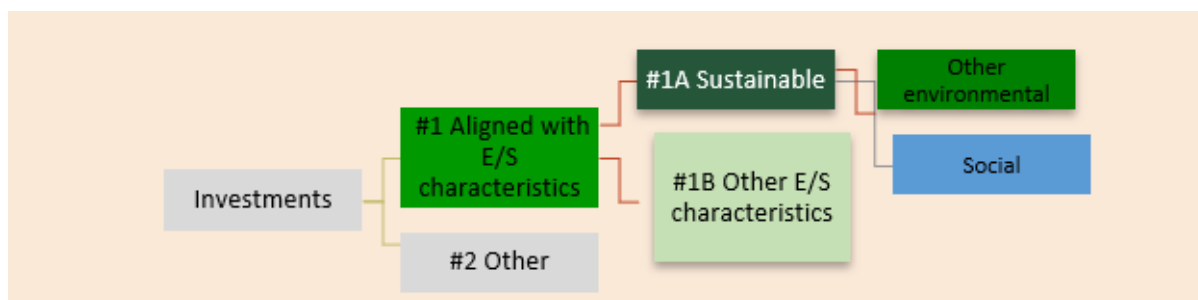 Investments
#1 Aligned with
E/S
characteristics
#2 Other
#1A Sustainable
#1B Other E/S
characteristics
Other
environmental
Social